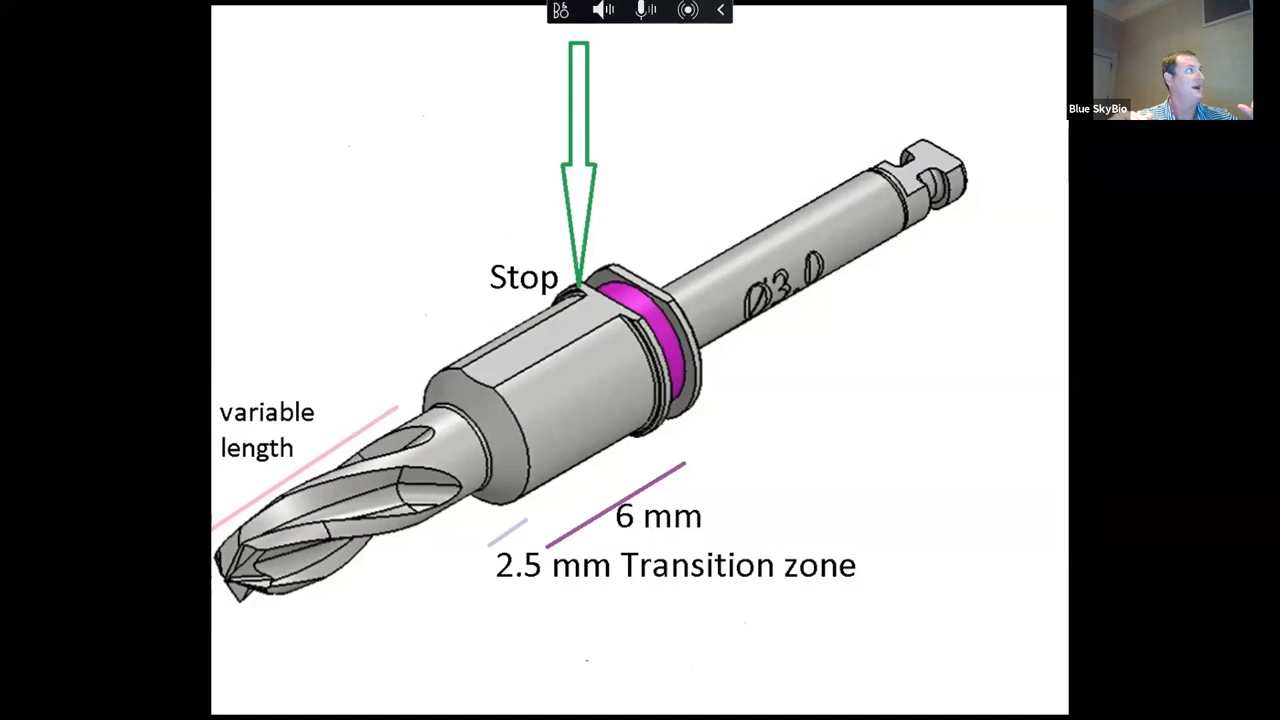 Blue SkyBio
Stop
Ø3.0
variable
length
6 mm
2.5 mm Transition zone